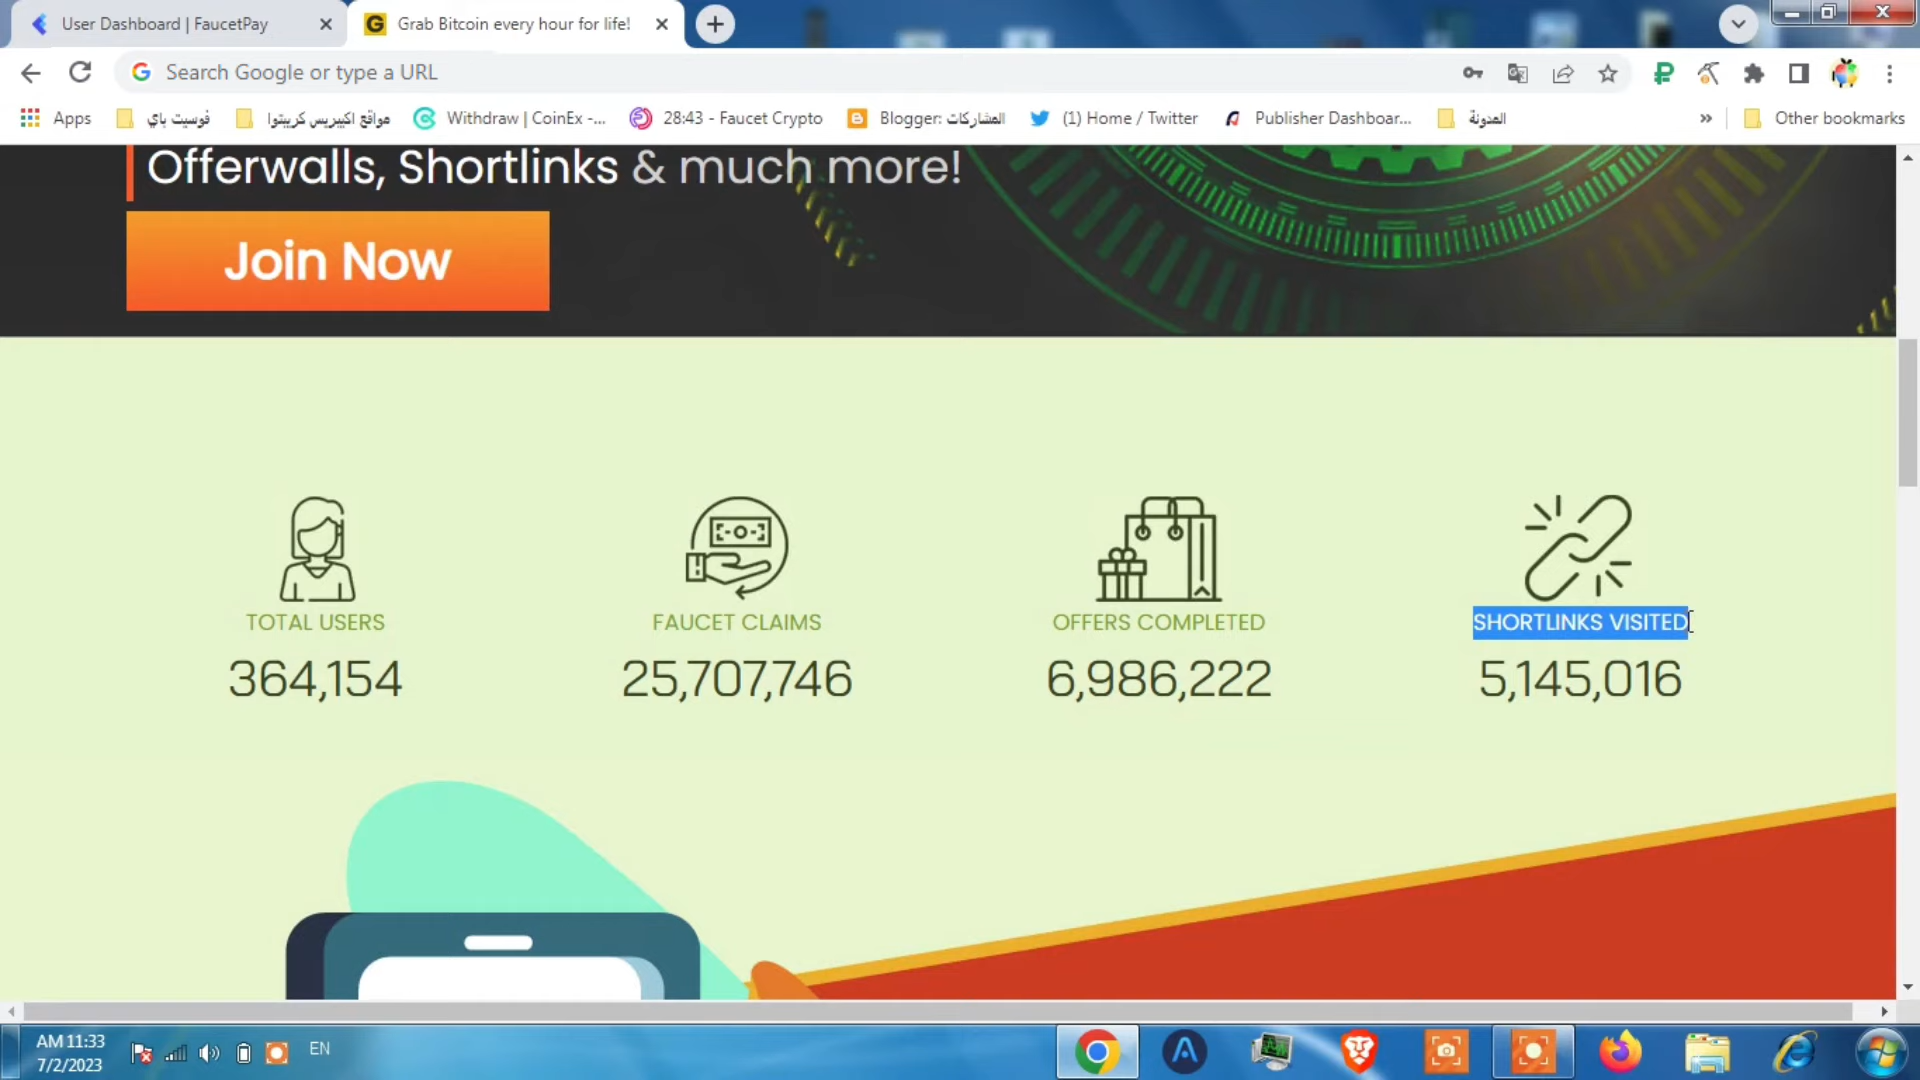 User Dashboard | FaucetPay
Grab Bitcoin every hour for life!
Search Google or type a URL
Apps
فوسيت باي
مواقع اكبيريس كريبتوا
Withdraw | CoinEx -...
28:43 - Faucet Crypto
Blogger: المشاركات
(1) Home / Twitter
Publisher Dashboar...
المدونة
»
Other bookmarks
Offerwalls, Shortlinks & much more!
Join Now
TOTAL USERS
FAUCET CLAIMS
OFFERS COMPLETED
SHORTLINKS VISITED
364,154
25,707,746
6,986,222
5,145,016
AM 11:33
EN
7/2/2023